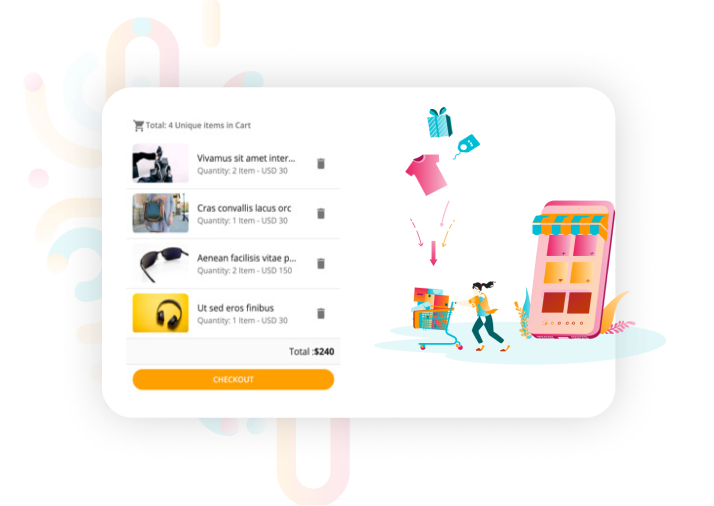 Total: 4 Unique items in Cart
Vivamus sit amet inter...
Quantity: 2 Item - USD 30
Cras convallis lacus orc
Quantity: 1 Item - USD 30
Aenean facilisis vitae p...
Quantity: 2 Item - USD 150
Ut sed eros finibus
Quantity: 1 Item - USD 30
Total :$240
CHECKOUT